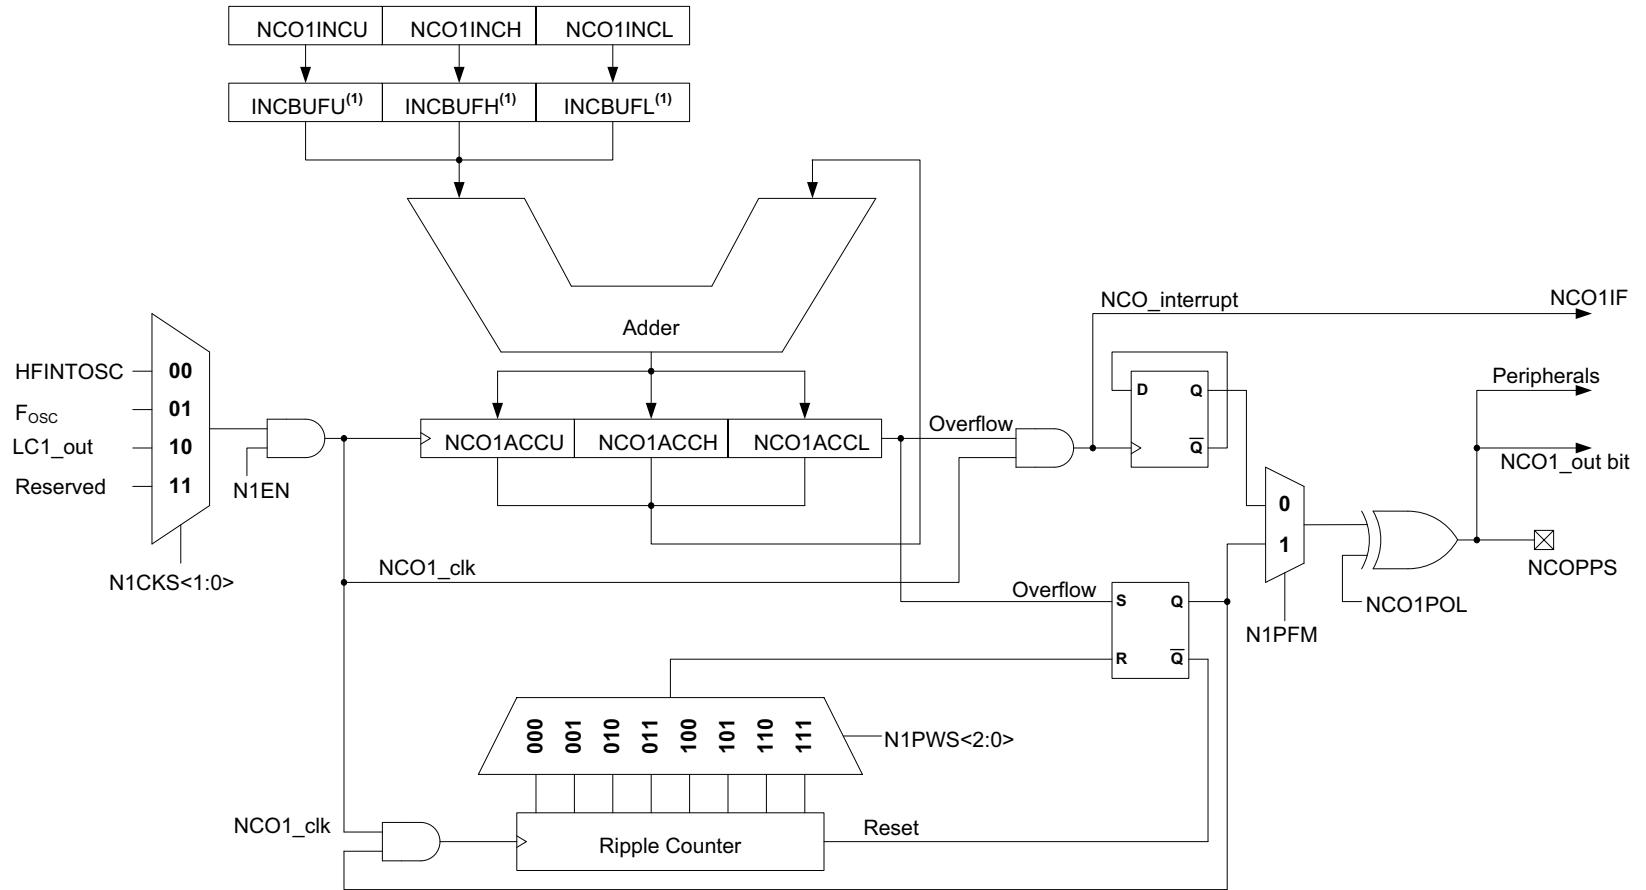 NCO1INCU NCO1INCH NCO1INCL
INCBUFU(1) INCBUFH(1) INCBUFL(1)
Adder
NCO_interrupt
NCO1IF
HFINTOSC
00
FOSC
01
LC1_out
10
Reserved
11
N1EN
N1CKS<1:0>
NCO1ACCU NCO1ACCH NCO1ACCL
Overflow
D Q
Q̅
Peripherals
NCO1_out bit
0
1
NCOPPS
NCO1POL
N1PFM
NCO1_clk
Overflow
S Q
R Q̅
000 001 010 011 100 101 110 111
N1PWS<2:0>
NCO1_clk
Ripple Counter
Reset